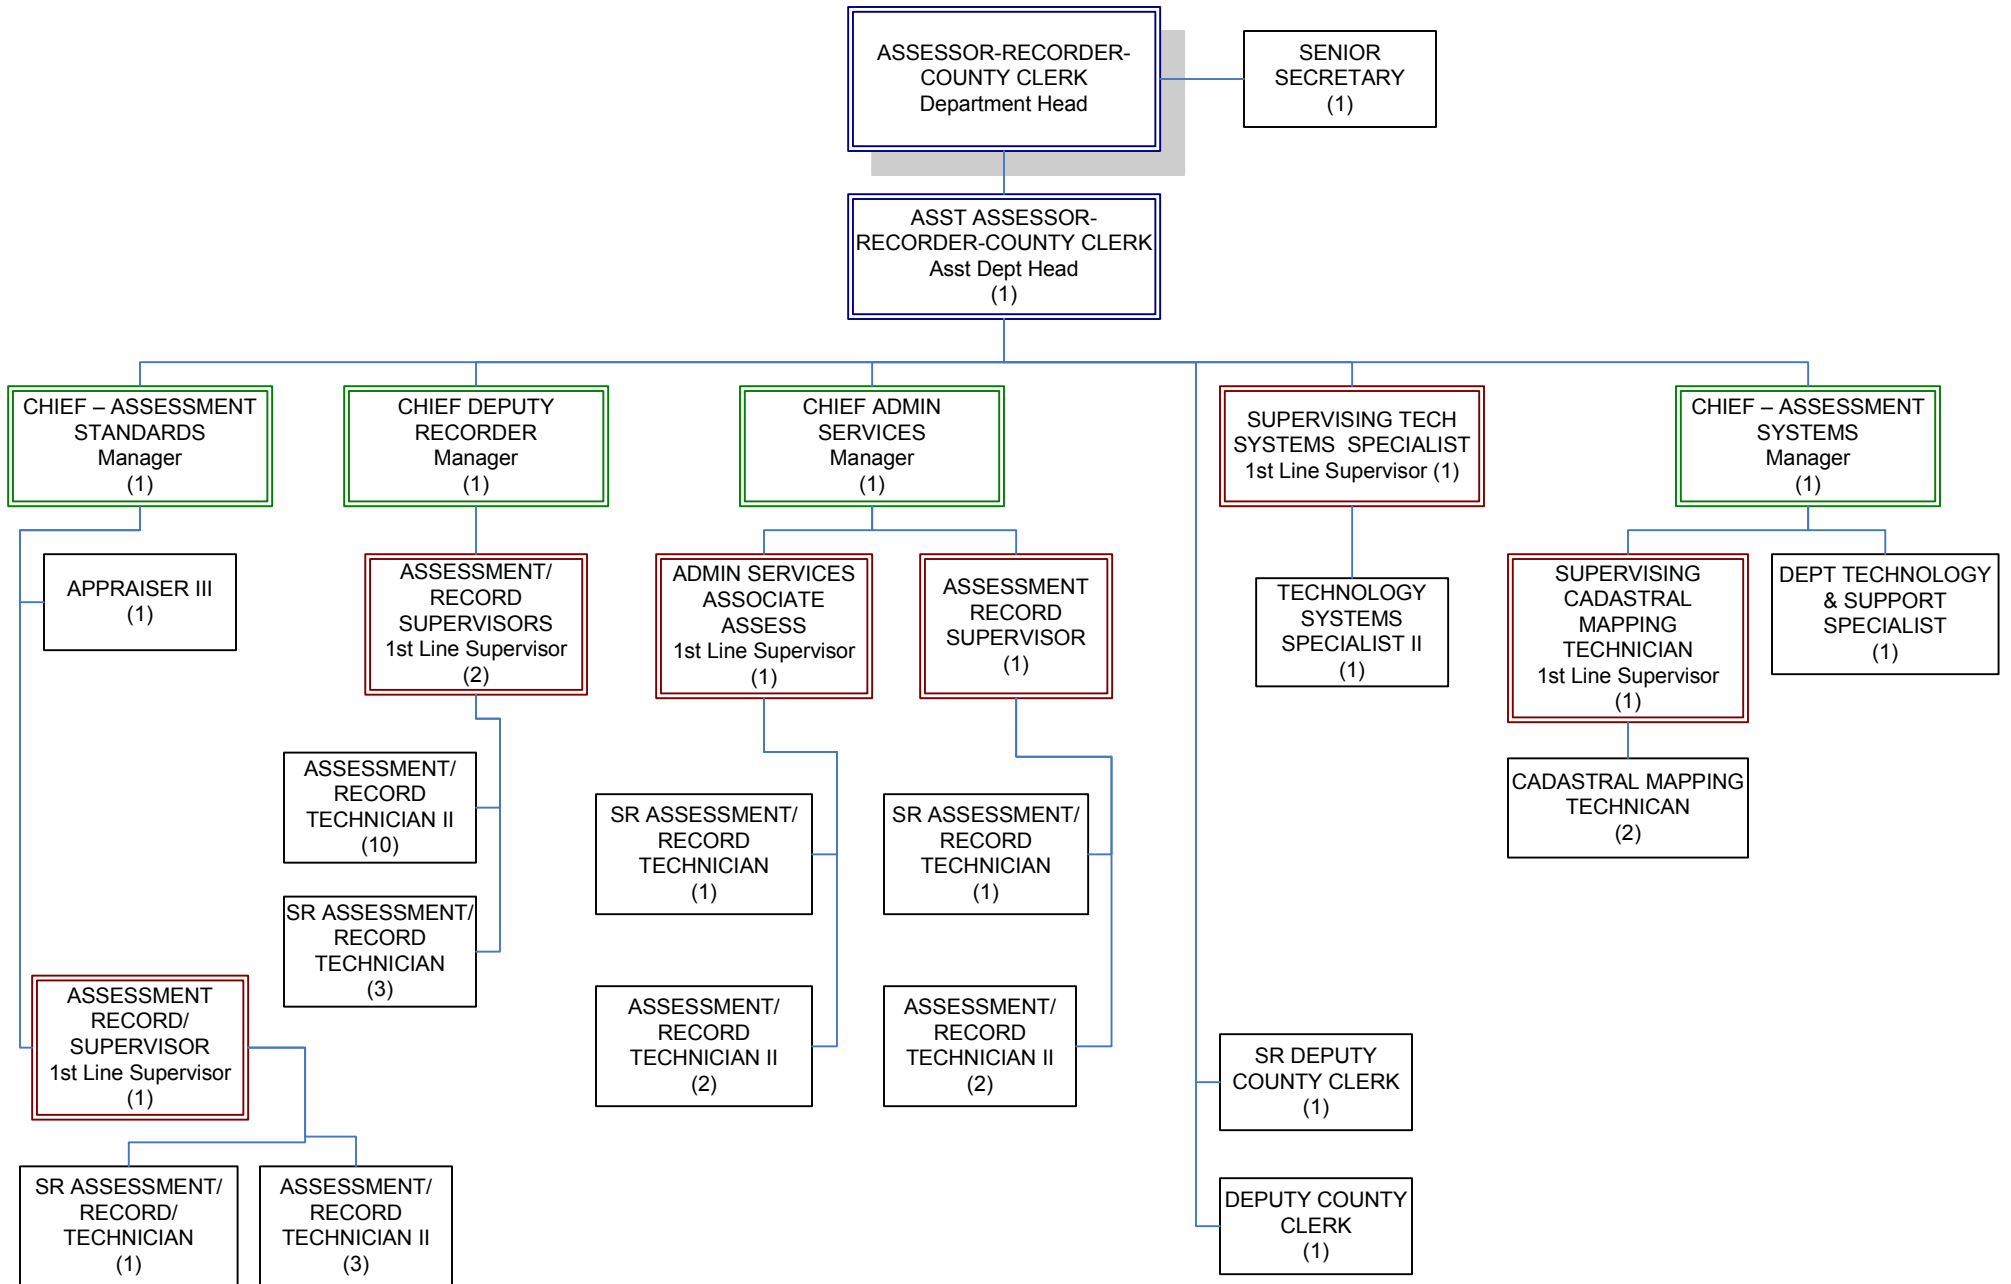 ASSESSOR-RECORDER-
COUNTY CLERK
Department Head
SENIOR
SECRETARY
(1)
ASST ASSESSOR-
RECORDER-COUNTY CLERK
Asst Dept Head
(1)
CHIEF – ASSESSMENT
STANDARDS
Manager
(1)
CHIEF DEPUTY
RECORDER
Manager
(1)
CHIEF ADMIN
SERVICES
Manager
(1)
SUPERVISING TECH
SYSTEMS SPECIALIST
1st Line Supervisor (1)
CHIEF – ASSESSMENT
SYSTEMS
Manager
(1)
APPRAISER III
(1)
ASSESSMENT/
RECORD
SUPERVISORS
1st Line Supervisor
(2)
ADMIN SERVICES
ASSOCIATE
ASSESS
1st Line Supervisor
(1)
ASSESSMENT
RECORD
SUPERVISOR
(1)
TECHNOLOGY
SYSTEMS
SPECIALIST II
(1)
SUPERVISING
CADASTRAL
MAPPING
TECHNICIAN
1st Line Supervisor
(1)
DEPT TECHNOLOGY
& SUPPORT
SPECIALIST
(1)
ASSESSMENT/
RECORD
TECHNICIAN II
(10)
SR ASSESSMENT/
RECORD
TECHNICIAN
(1)
SR ASSESSMENT/
RECORD
TECHNICIAN
(1)
CADASTRAL MAPPING
TECHNICAN
(2)
SR ASSESSMENT/
RECORD
TECHNICIAN
(3)
ASSESSMENT
RECORD/
SUPERVISOR
1st Line Supervisor
(1)
ASSESSMENT/
RECORD
TECHNICIAN II
(2)
ASSESSMENT/
RECORD
TECHNICIAN II
(2)
SR DEPUTY
COUNTY CLERK
(1)
SR ASSESSMENT/
RECORD/
TECHNICIAN
(1)
ASSESSMENT/
RECORD
TECHNICIAN II
(3)
DEPUTY COUNTY
CLERK
(1)